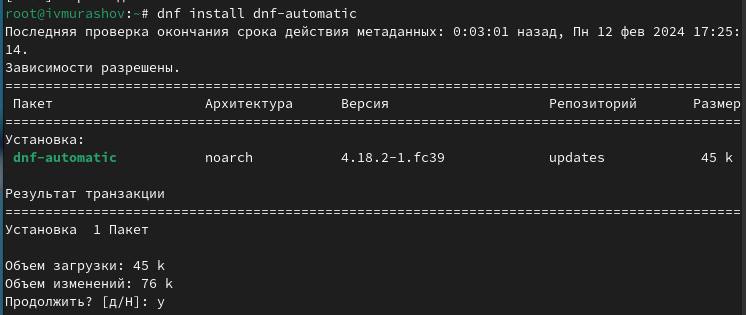 root@ivmurashov:~# dnf install dnf-automatic
Последняя проверка окончания срока действия метаданных: 0:03:01 назад, Пн 12 фев 2024 17:25:
14.
Зависимости разрешены.
================================================================================
Пакет Архитектура Версия Репозиторий Размер
================================================================================
Установка:
dnf-automatic noarch 4.18.2-1.fc39 updates 45 k

Результат транзакции
================================================================================
Установка  1 Пакет

Объем загрузки: 45 k
Объем изменений: 76 k
Продолжить? [д/Н]: y